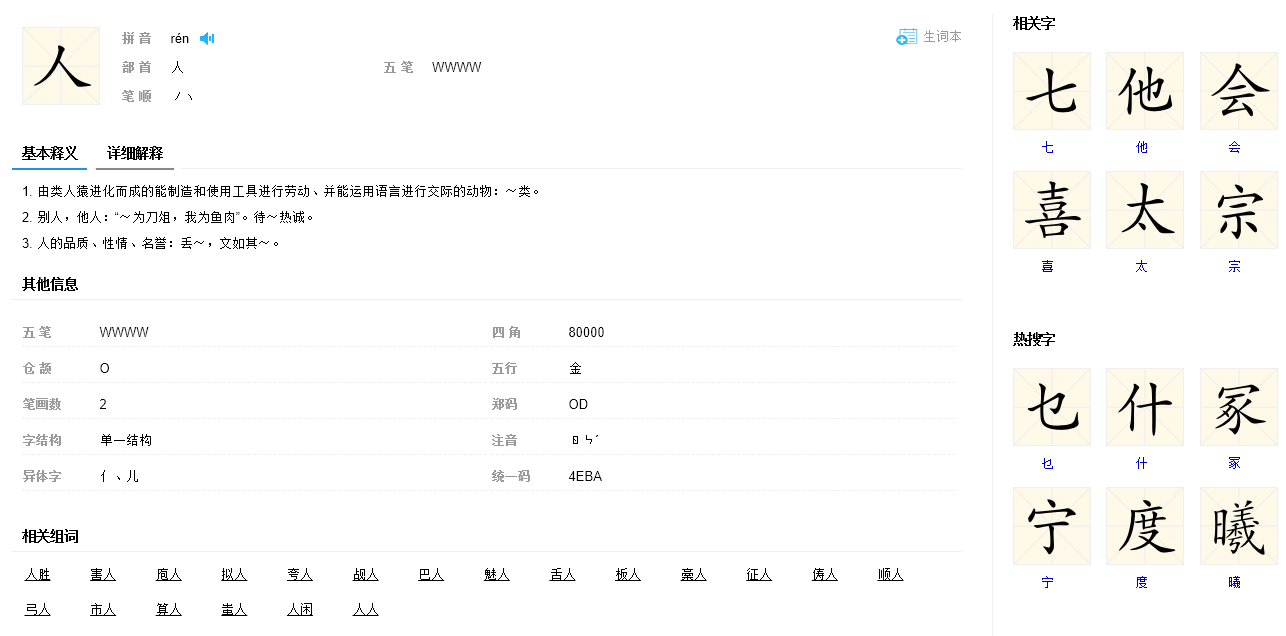 人
拼 音 rén
生词本
部 首 人 五 笔 WWWW
笔 顺 ノ丶
基本释义 详细解释
1. 由类人猿进化而成的能制造和使用工具进行劳动、并能运用语言进行交际的动物：～类。
2. 别人，他人：“～为刀俎，我为鱼肉”。待～热诚。
3. 人的品质、性情、名誉：丢～，文如其～。
其他信息
五 笔 WWWW 四 角 80000
仓 颉 O 五行 金
笔画数 2 郑码 OD
字结构 单一结构 注音 ㄖㄣˊ
异体字 亻、儿 统一码 4EBA
相关组词
人胜 害人 庖人 拟人 夸人 觇人 巴人 魅人 舌人 板人 藁人 征人 俦人 顺人
弓人 市人 算人 蚩人 人闲 人人
相关字
七 他 会
七 他 会
喜 太 宗
喜 太 宗
热搜字
乜 什 冢
乜 什 冢
宁 度 曦
宁 度 曦